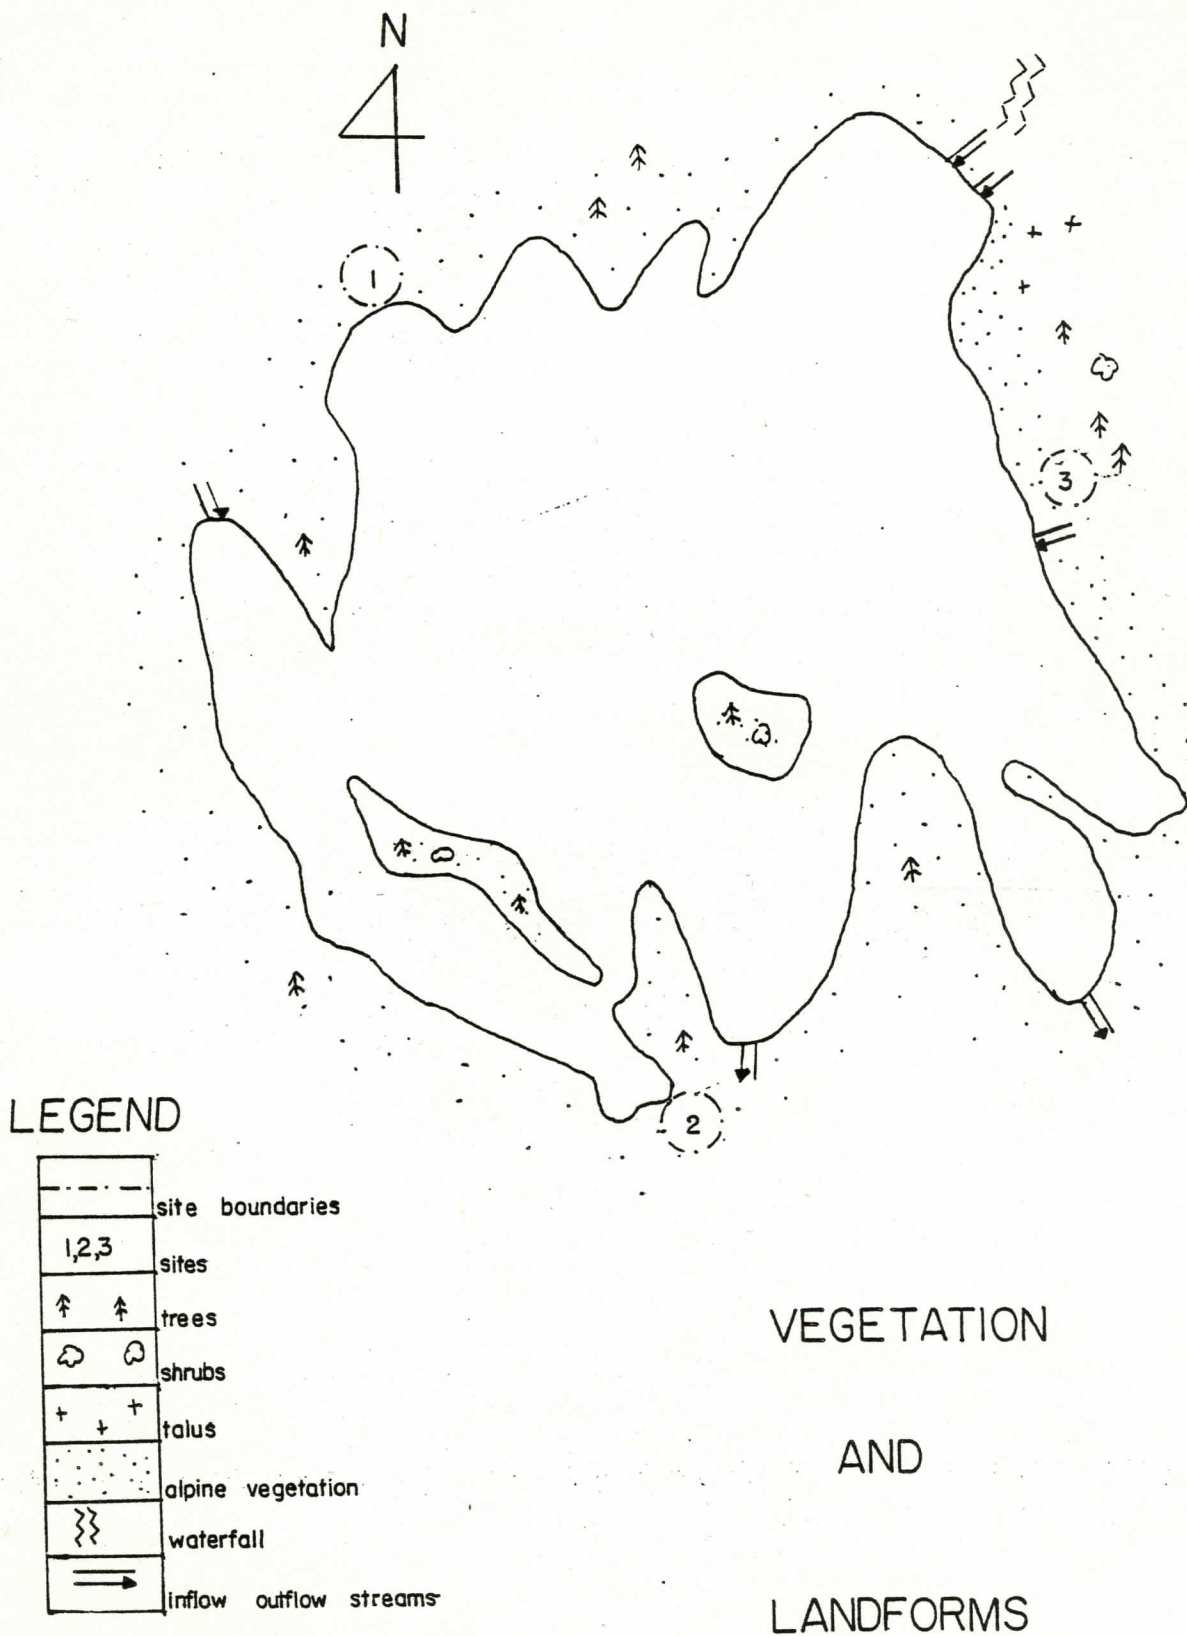 N
1
3
2
LEGEND
site boundaries
1,2,3
sites
trees
shrubs
talus
alpine vegetation
waterfall
inflow outflow streams
VEGETATION
AND
LANDFORMS